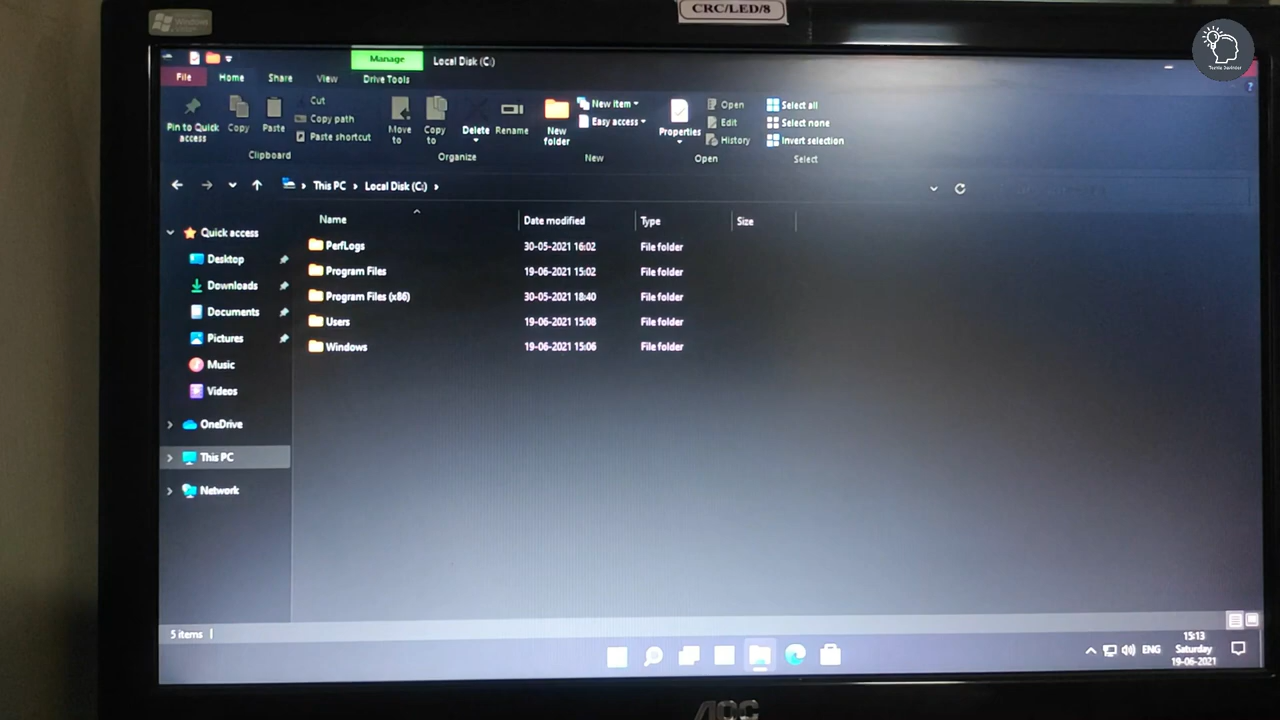 CRC/LED/8
Windows
Techie Davinder
Manage
Local Disk (C:)
File
Home
Share
View
Drive Tools
Pin to Quick access
Copy
Paste
Cut
Copy path
Paste shortcut
Move to
Copy to
Delete
Rename
New folder
New item
Easy access
Properties
Open
Edit
History
Select all
Select none
Invert selection
Clipboard
Organize
New
Open
Select
This PC
Local Disk (C:)
Name
Date modified
Type
Size
Quick access
Desktop
Downloads
Documents
Pictures
Music
Videos
OneDrive
This PC
Network
PerfLogs 30-05-2021 16:02 File folder
Program Files 19-06-2021 15:02 File folder
Program Files (x86) 30-05-2021 18:40 File folder
Users 19-06-2021 15:08 File folder
Windows 19-06-2021 15:06 File folder
5 items
ENG
15:13
Saturday
19-06-2021
AOC